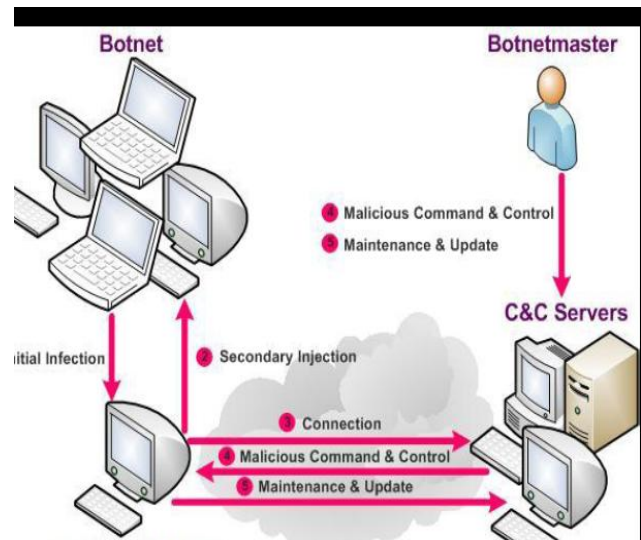 Botnet
Botnetmaster
4 Malicious Command & Control
5 Maintenance & Update
C&C Servers
nitial Infection
2 Secondary Injection
3 Connection
4 Malicious Command & Control
5 Maintenance & Update